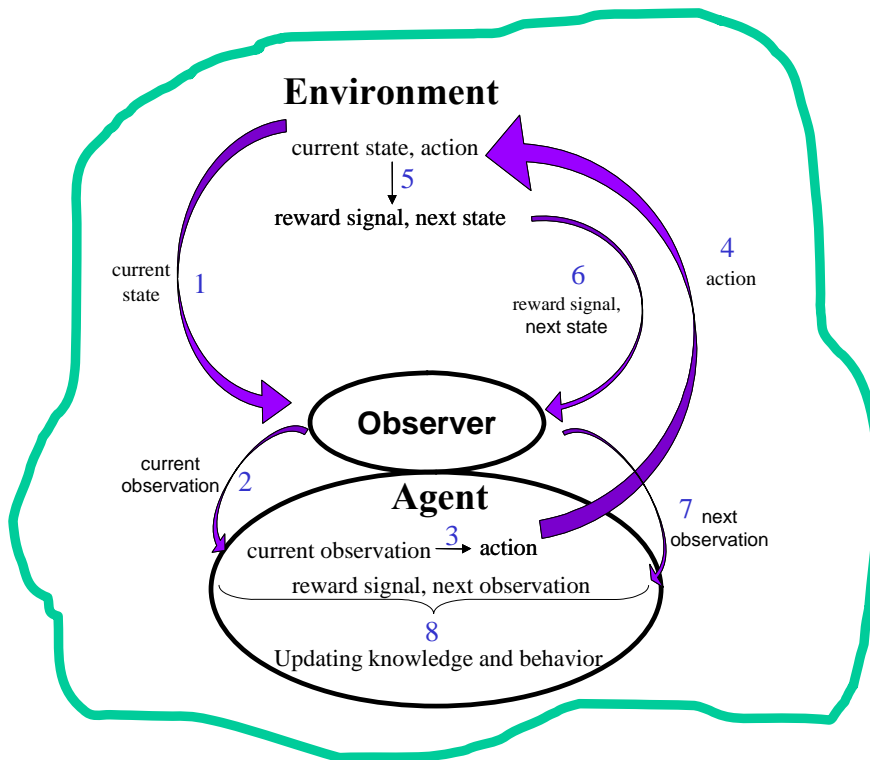 Environment
current state, action
5
reward signal, next state
current
state
1
4
action
6
reward signal,
next state
Observer
current
observation
2
Agent
3
current observation
action
7
next
observation
reward signal, next observation
8
Updating knowledge and behavior